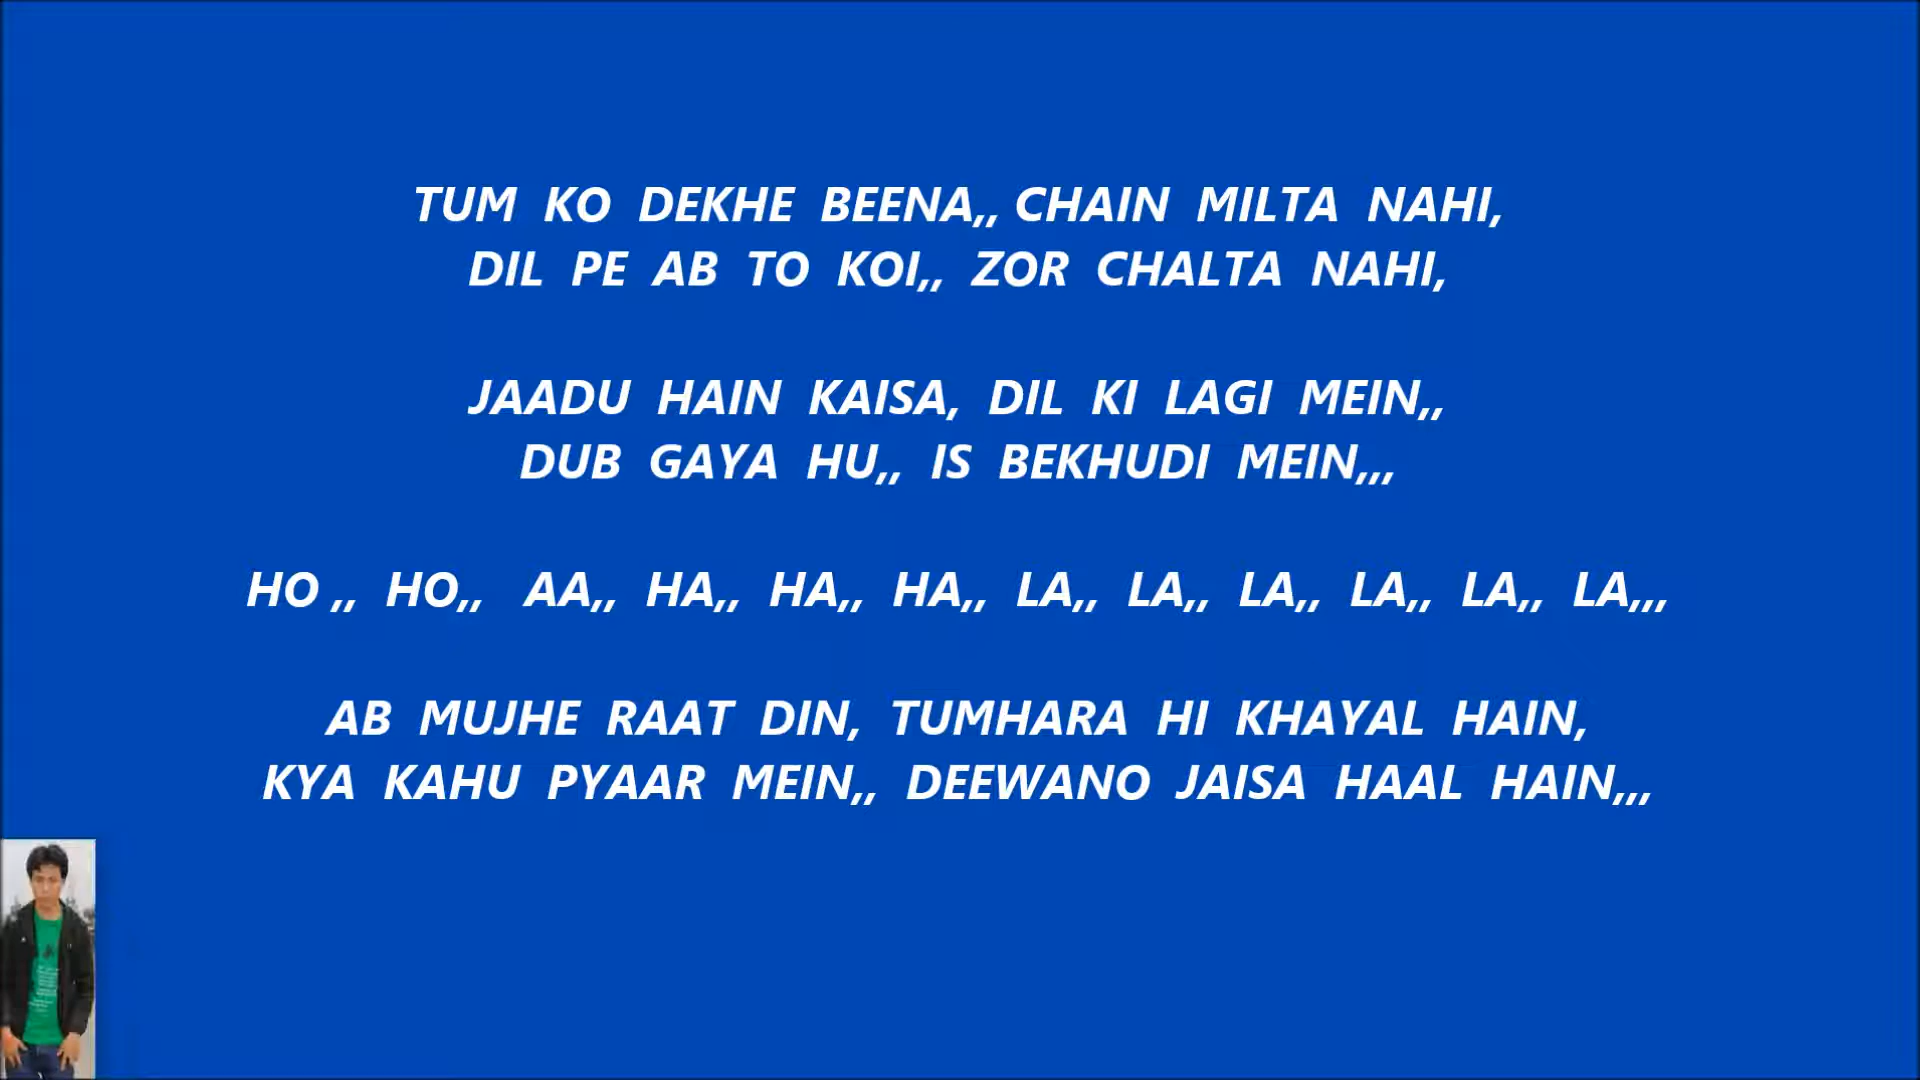 TUM KO DEKHE BEENA,, CHAIN MILTA NAHI,
DIL PE AB TO KOI,, ZOR CHALTA NAHI,
JAADU HAIN KAISA, DIL KI LAGI MEIN,,
DUB GAYA HU,, IS BEKHUDI MEIN,,,
HO ,, HO,, AA,, HA,, HA,, HA,, LA,, LA,, LA,, LA,, LA,, LA,,,
AB MUJHE RAAT DIN, TUMHARA HI KHAYAL HAIN,
KYA KAHU PYAAR MEIN,, DEEWANO JAISA HAAL HAIN,,,